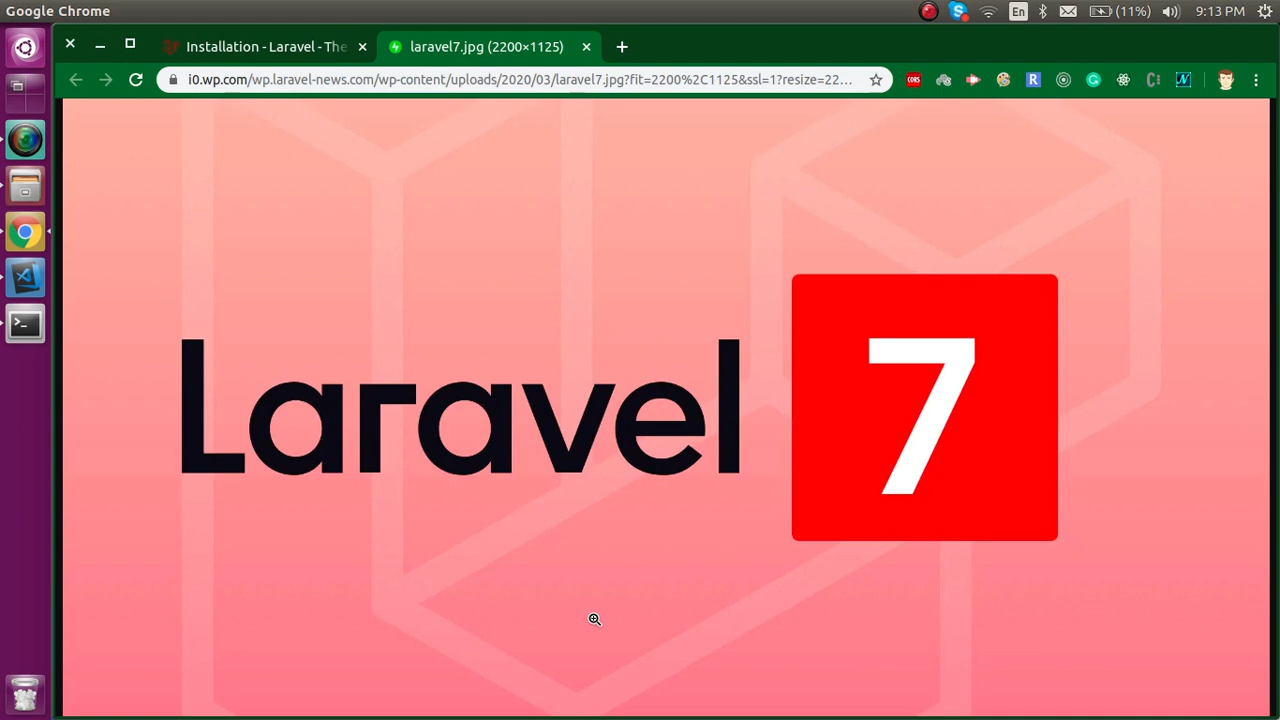 Google Chrome
En
(11%)
9:13 PM
Installation - Laravel - The
laravel7.jpg (2200×1125)
i0.wp.com/wp.laravel-news.com/wp-content/uploads/2020/03/laravel7.jpg?fit=2200%2C1125&ssl=1?resize=22...
CORS
R
Laravel
7